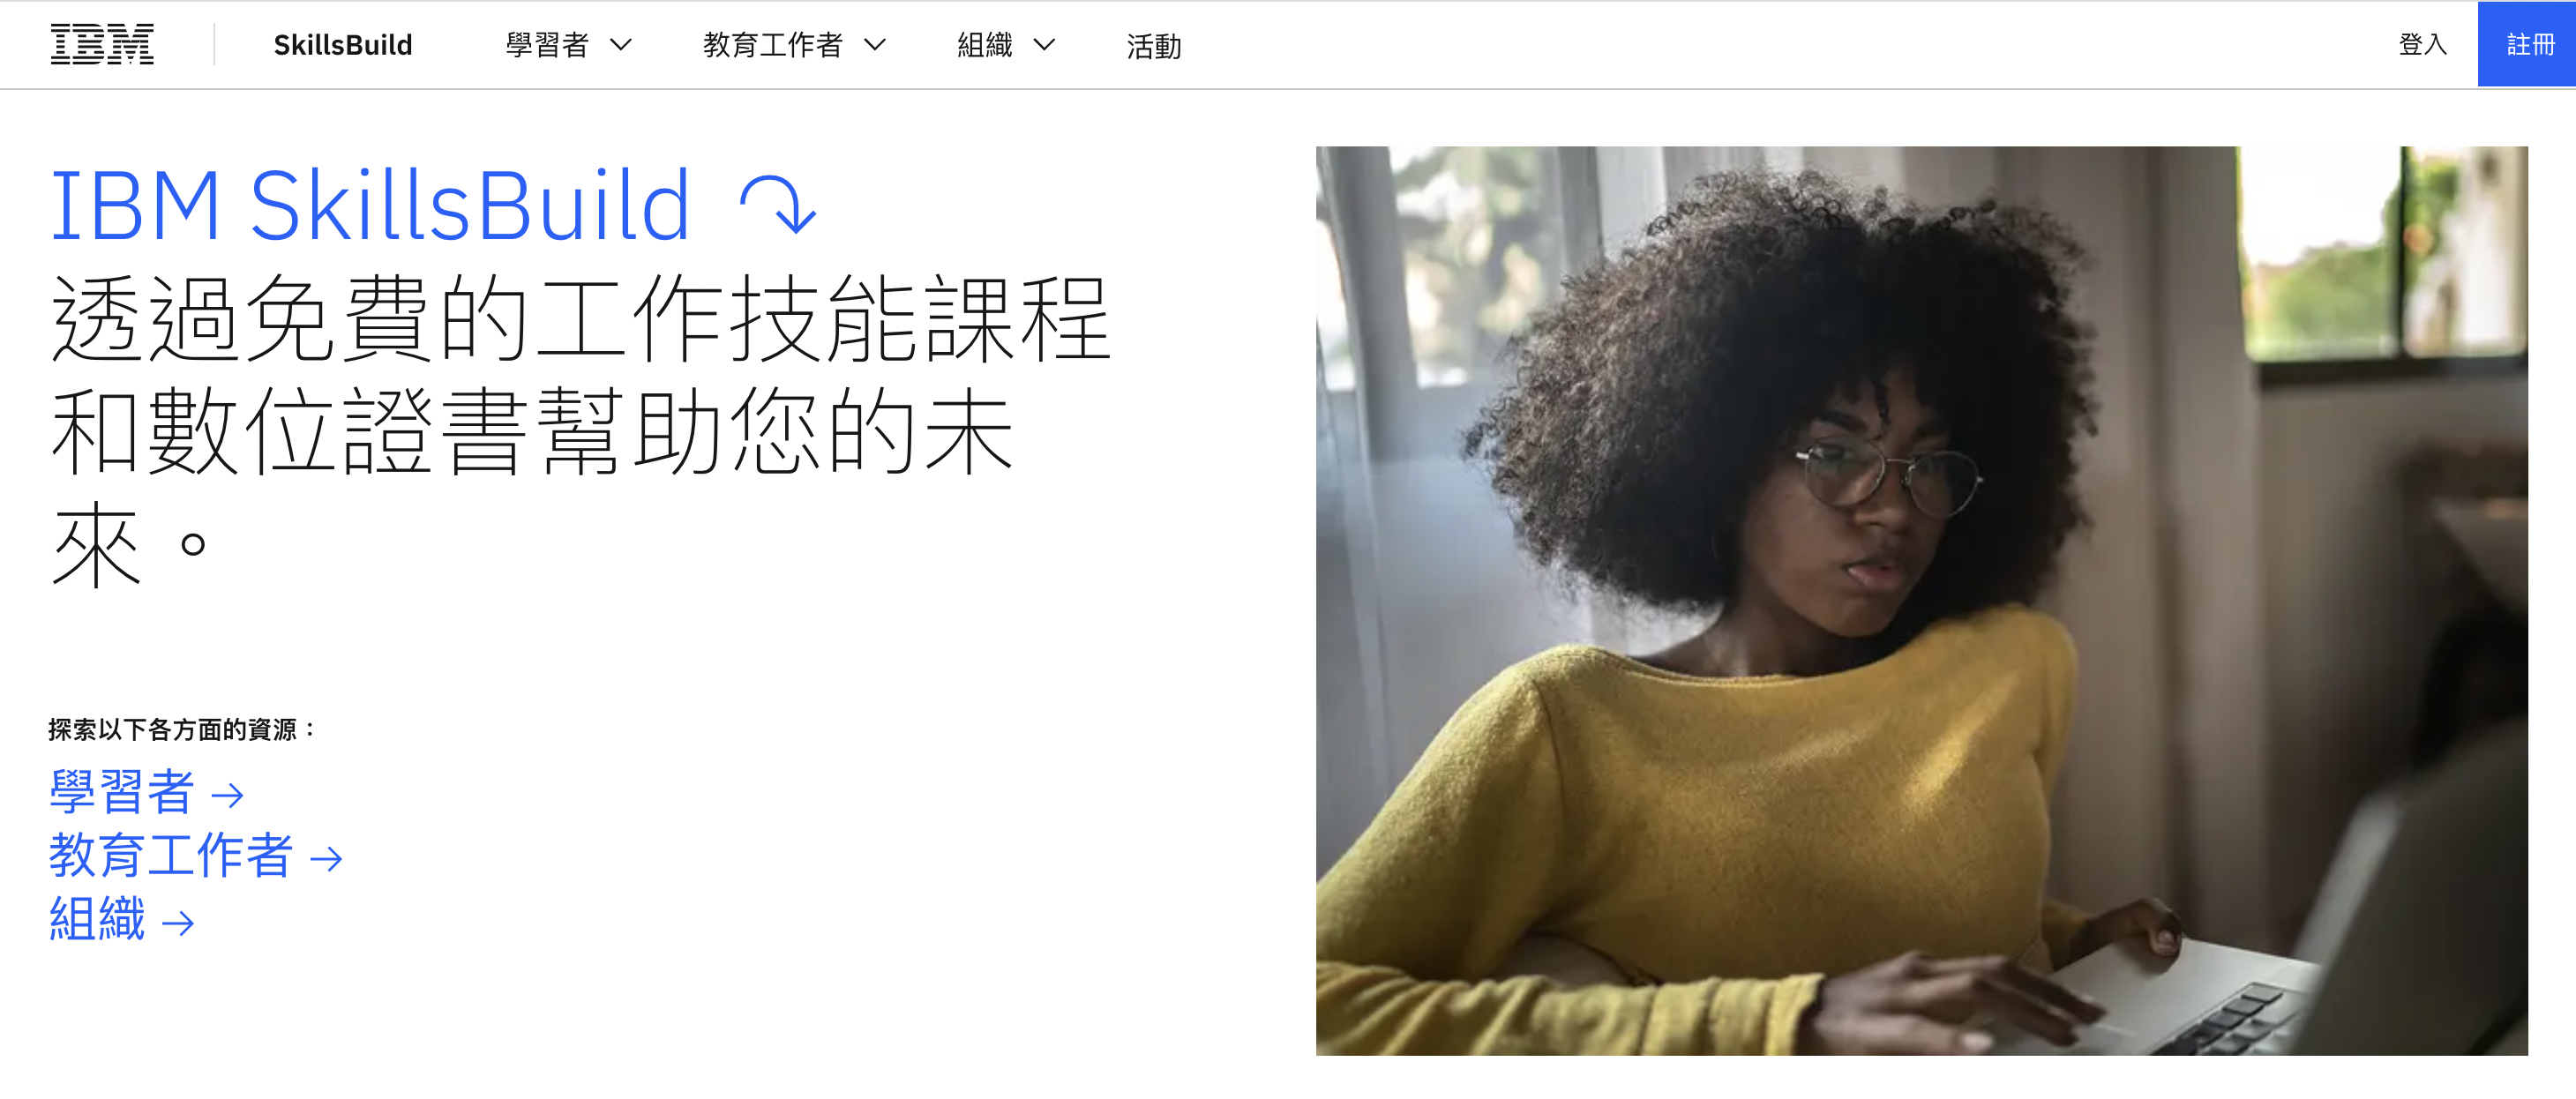 IBM SkillsBuild 學習者 教育工作者 組織 活動 登入 註冊
IBM SkillsBuild
透過免費的工作技能課程
和數位證書幫助您的未
來。
探索以下各方面的資源：
學習者 →
教育工作者 →
組織 →